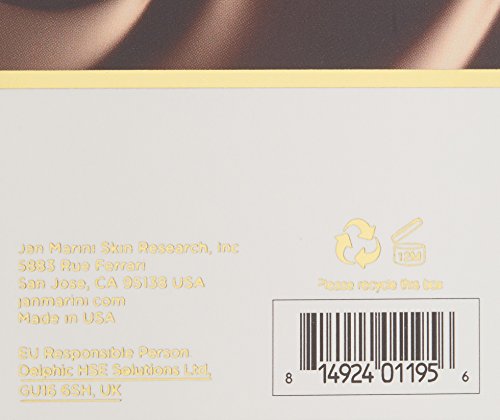 Jan Marini Skin Research, Inc
5883 Rue Ferrari
San Jose, CA 95138 USA
janmarini.com
Made in USA
EU Responsible Person
Delphic HSE Solutions Ltd,
GU16 6SH, UK
12M
Please recycle this box
8 14924 01195 6